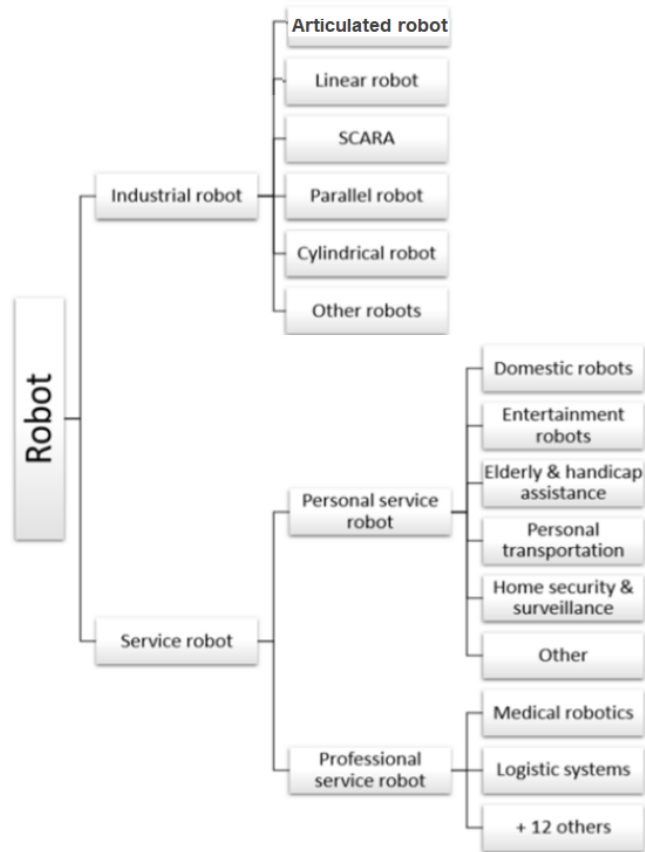 Robot
Industrial robot
Articulated robot
Linear robot
SCARA
Parallel robot
Cylindrical robot
Other robots
Service robot
Personal service
robot
Domestic robots
Entertainment
robots
Elderly & handicap
assistance
Personal
transportation
Home security &
surveillance
Other
Professional
service robot
Medical robotics
Logistic systems
+ 12 others